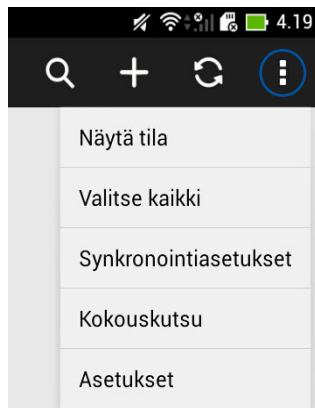 4.19
Näytä tila
Valitse kaikki
Synkronointiasetukset
Kokouskutsu
Asetukset